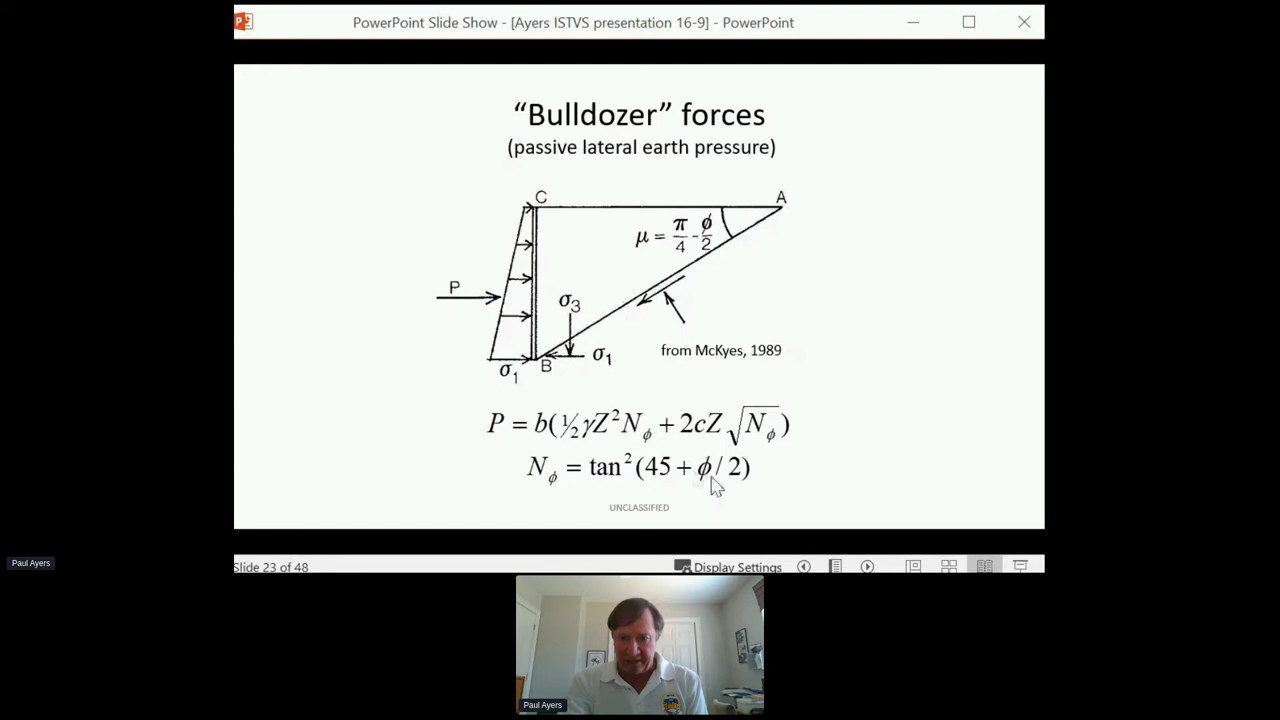 PowerPoint Slide Show - [Ayers ISTVS presentation 16-9] - PowerPoint
“Bulldozer” forces
(passive lateral earth pressure)
C
A
μ = π/4 - ϕ/2
P
σ3
σ1
from McKyes, 1989
σ1
B
P = b(½γZ²Nϕ + 2cZ√Nϕ)
Nϕ = tan²(45 + ϕ/2)
UNCLASSIFIED
Paul Ayers
Slide 23 of 48
Display Settings
Paul Ayers